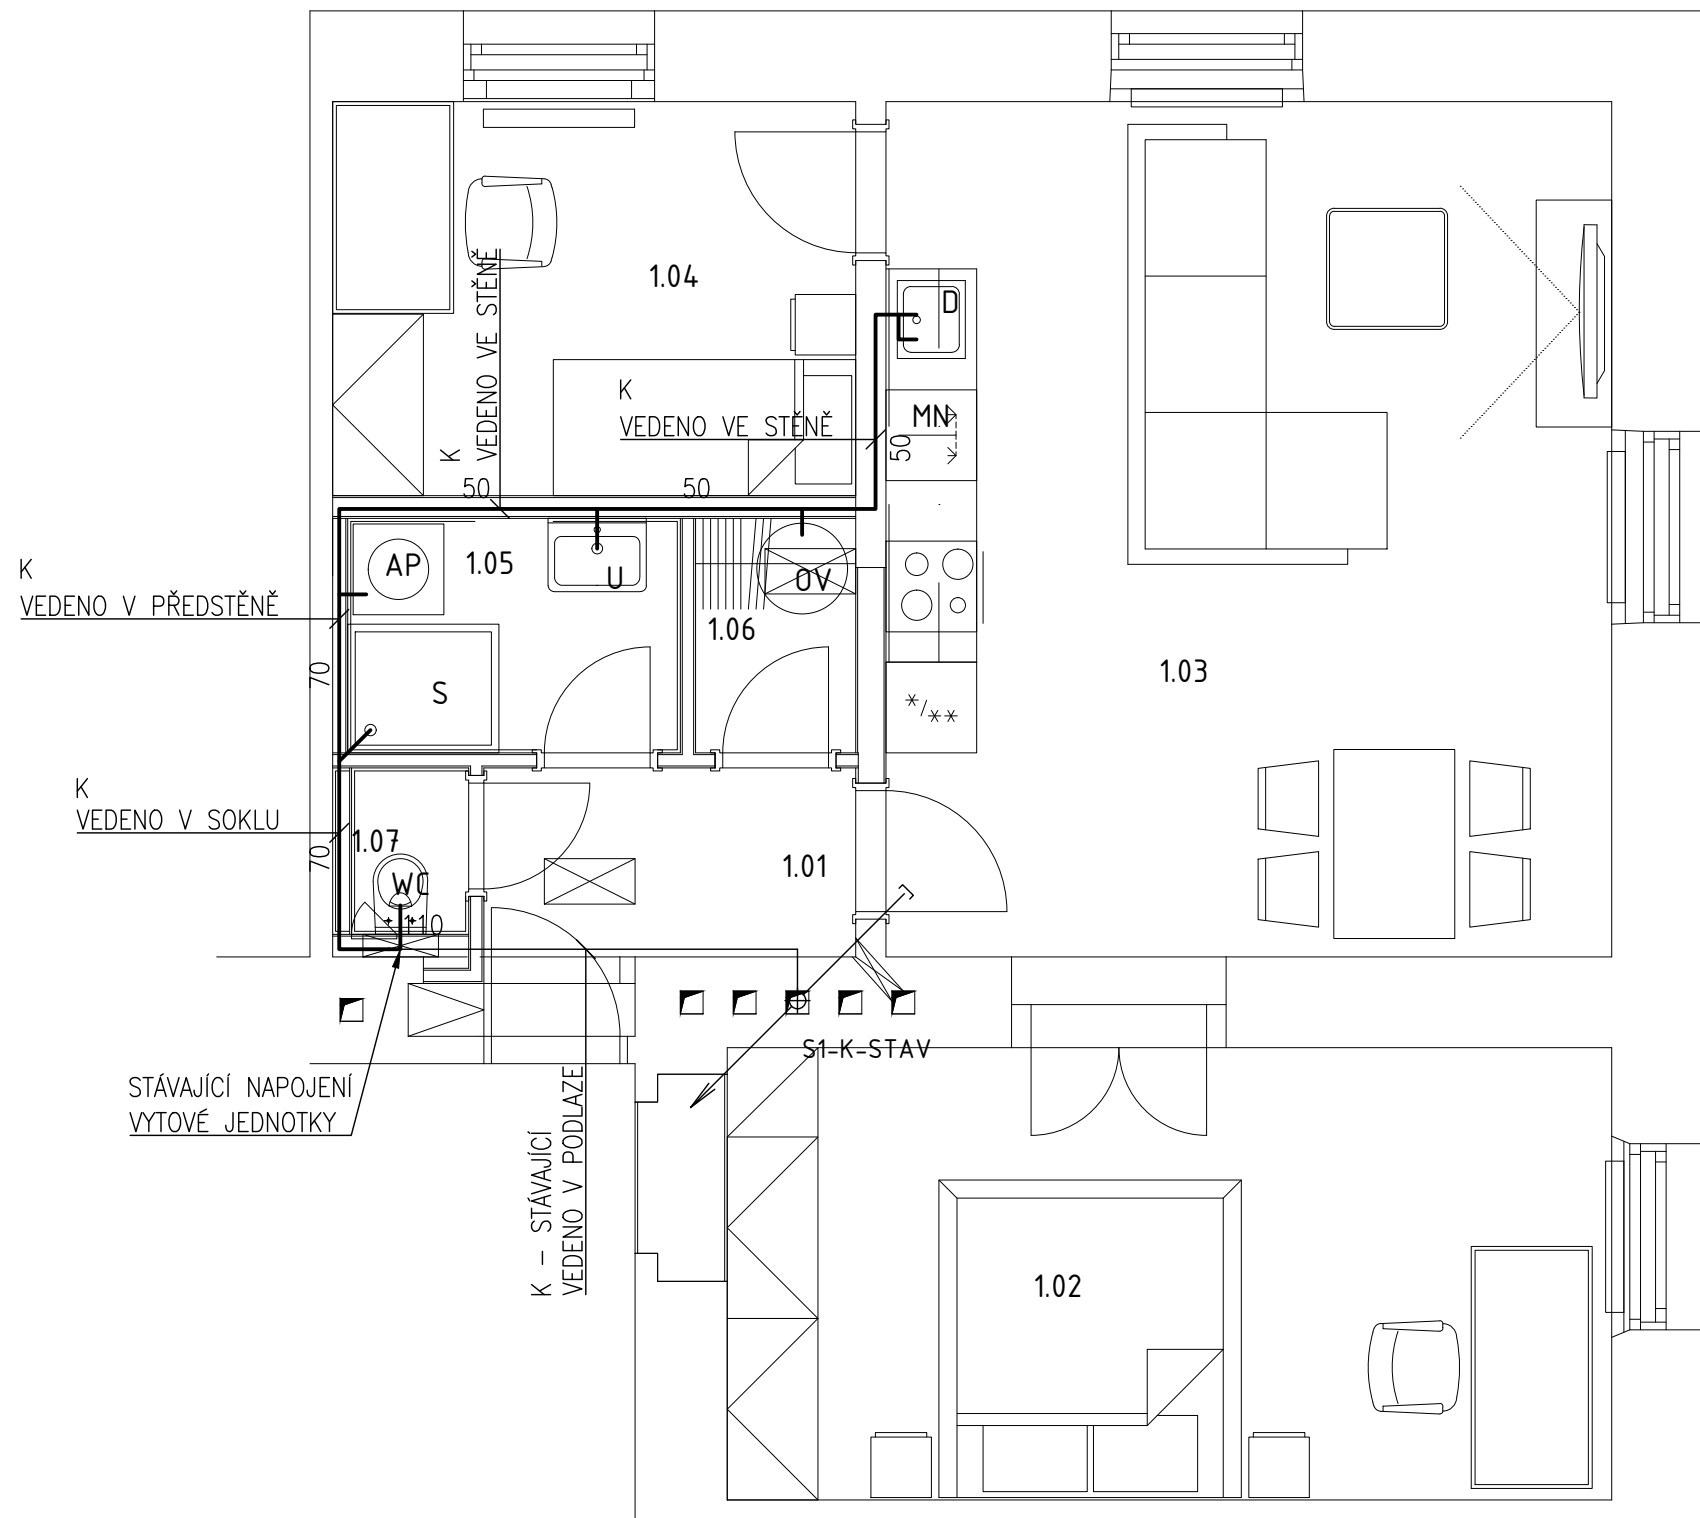 1.04
K
VEDENO VE STĚNĚ
D
K
VEDENO VE STĚNĚ
MN
50
50
50
K
VEDENO V PŘEDSTĚNĚ
AP
1.05
U
OV
1.06
70
S
*/**
1.03
K
VEDENO V SOKLU
70
1.07
WC
110
1.01
S1-K-STAV
STÁVAJÍCÍ NAPOJENÍ
VYTOVÉ JEDNOTKY
K - STÁVAJÍCÍ
VEDENO V PODLAZE
1.02